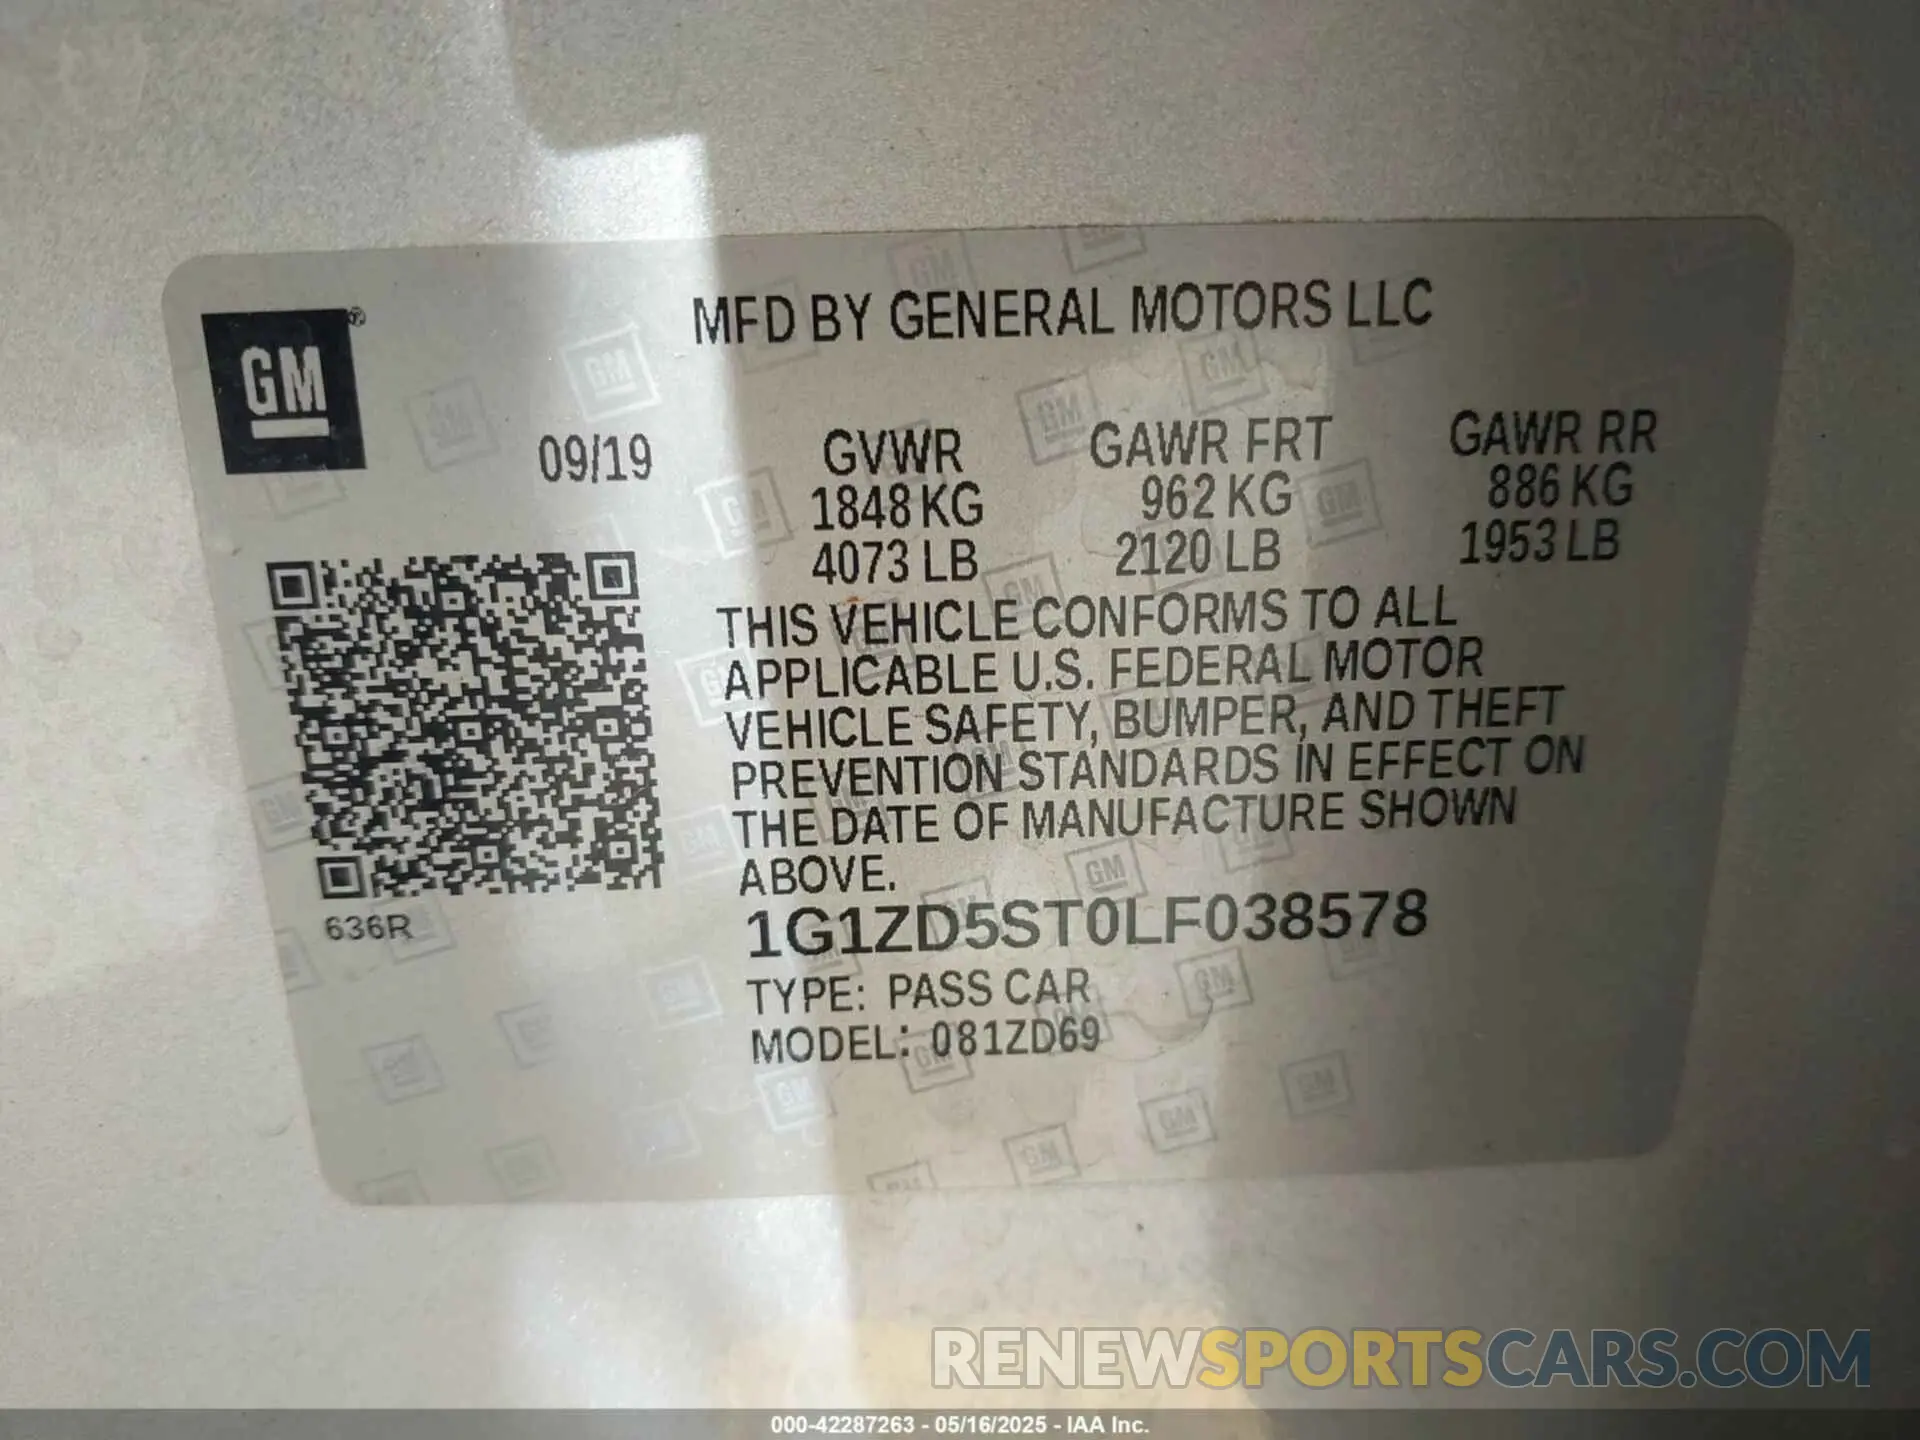 MFD BY GENERAL MOTORS LLC
GM®
09/19
GVWR GAWR FRT GAWR RR
1848 KG 962 KG 886 KG
4073 LB 2120 LB 1953 LB
THIS VEHICLE CONFORMS TO ALL
APPLICABLE U.S. FEDERAL MOTOR
VEHICLE SAFETY, BUMPER, AND THEFT
PREVENTION STANDARDS IN EFFECT ON
THE DATE OF MANUFACTURE SHOWN
ABOVE.
636R
1G1ZD5ST0LF038578
TYPE: PASS CAR
MODEL: 081ZD69
RENEWSPORTSCARS.COM
000-42287263 - 05/16/2025 - IAA Inc.